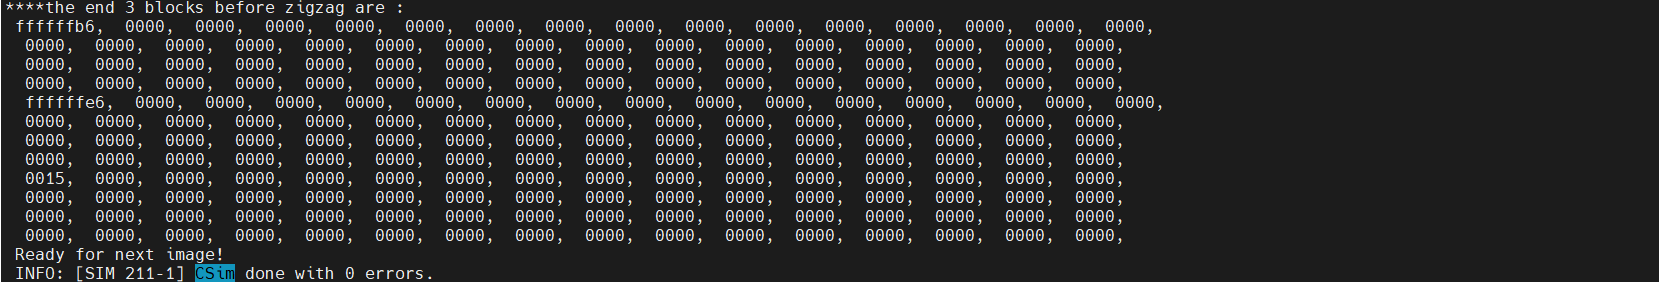 ****the end 3 blocks before zigzag are :
ffffffb6, 0000, 0000, 0000, 0000, 0000, 0000, 0000, 0000, 0000, 0000, 0000, 0000, 0000, 0000, 0000,
0000, 0000, 0000, 0000, 0000, 0000, 0000, 0000, 0000, 0000, 0000, 0000, 0000, 0000, 0000, 0000,
0000, 0000, 0000, 0000, 0000, 0000, 0000, 0000, 0000, 0000, 0000, 0000, 0000, 0000, 0000, 0000,
0000, 0000, 0000, 0000, 0000, 0000, 0000, 0000, 0000, 0000, 0000, 0000, 0000, 0000, 0000, 0000,
ffffffe6, 0000, 0000, 0000, 0000, 0000, 0000, 0000, 0000, 0000, 0000, 0000, 0000, 0000, 0000, 0000,
0000, 0000, 0000, 0000, 0000, 0000, 0000, 0000, 0000, 0000, 0000, 0000, 0000, 0000, 0000, 0000,
0000, 0000, 0000, 0000, 0000, 0000, 0000, 0000, 0000, 0000, 0000, 0000, 0000, 0000, 0000, 0000,
0000, 0000, 0000, 0000, 0000, 0000, 0000, 0000, 0000, 0000, 0000, 0000, 0000, 0000, 0000, 0000,
0015, 0000, 0000, 0000, 0000, 0000, 0000, 0000, 0000, 0000, 0000, 0000, 0000, 0000, 0000, 0000,
0000, 0000, 0000, 0000, 0000, 0000, 0000, 0000, 0000, 0000, 0000, 0000, 0000, 0000, 0000, 0000,
0000, 0000, 0000, 0000, 0000, 0000, 0000, 0000, 0000, 0000, 0000, 0000, 0000, 0000, 0000, 0000,
0000, 0000, 0000, 0000, 0000, 0000, 0000, 0000, 0000, 0000, 0000, 0000, 0000, 0000, 0000, 0000,
Ready for next image!
INFO: [SIM 211-1] CSim done with 0 errors.